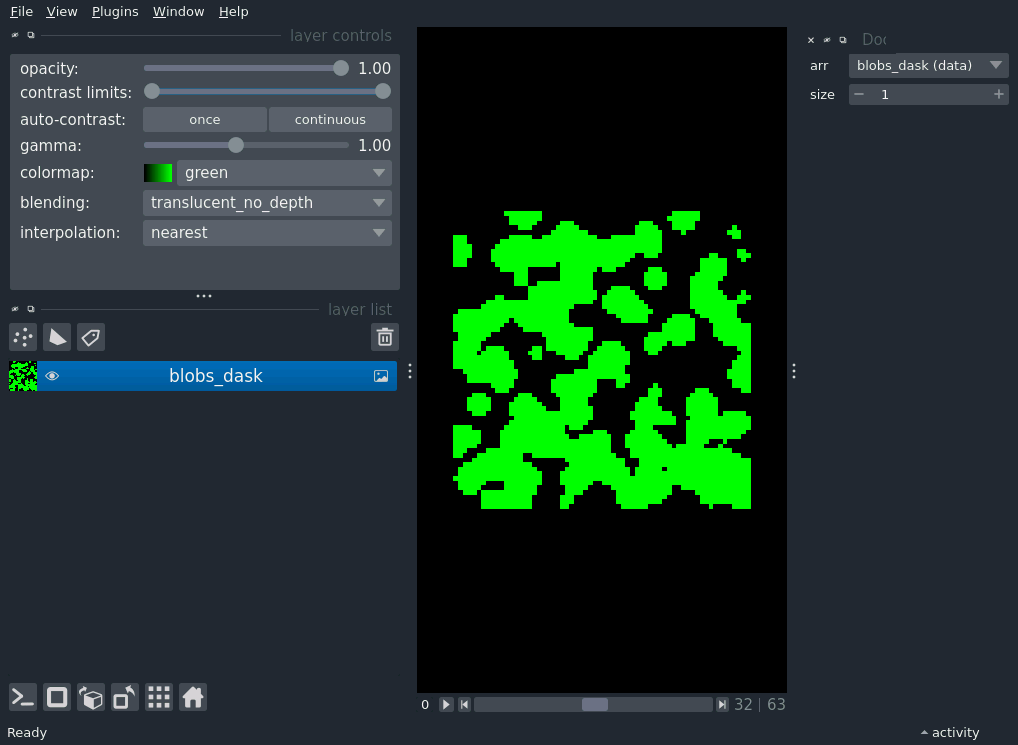 File View Plugins Window Help
layer controls
opacity: 1.00
contrast limits:
auto-contrast: once continuous
gamma: 1.00
colormap: green
blending: translucent_no_depth
interpolation: nearest
layer list
blobs_dask
0 32 | 63
Ready
activity
arr blobs_dask (data)
size 1